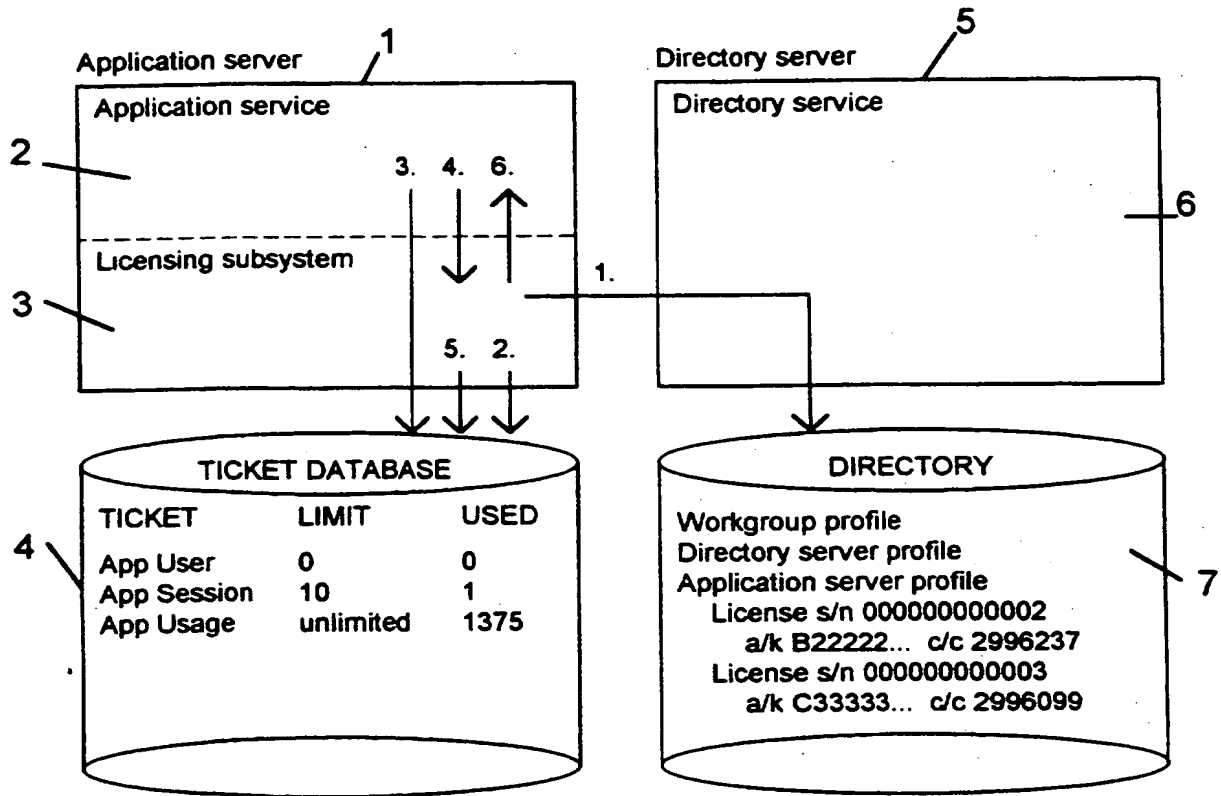 1
5
Application server
Directory server
Application service
Directory service
2
3. 4. 6.
6
Licensing subsystem
1.
3
5. 2.
TICKET DATABASE
DIRECTORY
TICKET LIMIT USED
App User 0 0
App Session 10 1
App Usage unlimited 1375
4
Workgroup profile
Directory server profile
Application server profile
License s/n 000000000002
a/k B22222... c/c 2996237
License s/n 000000000003
a/k C33333... c/c 2996099
7